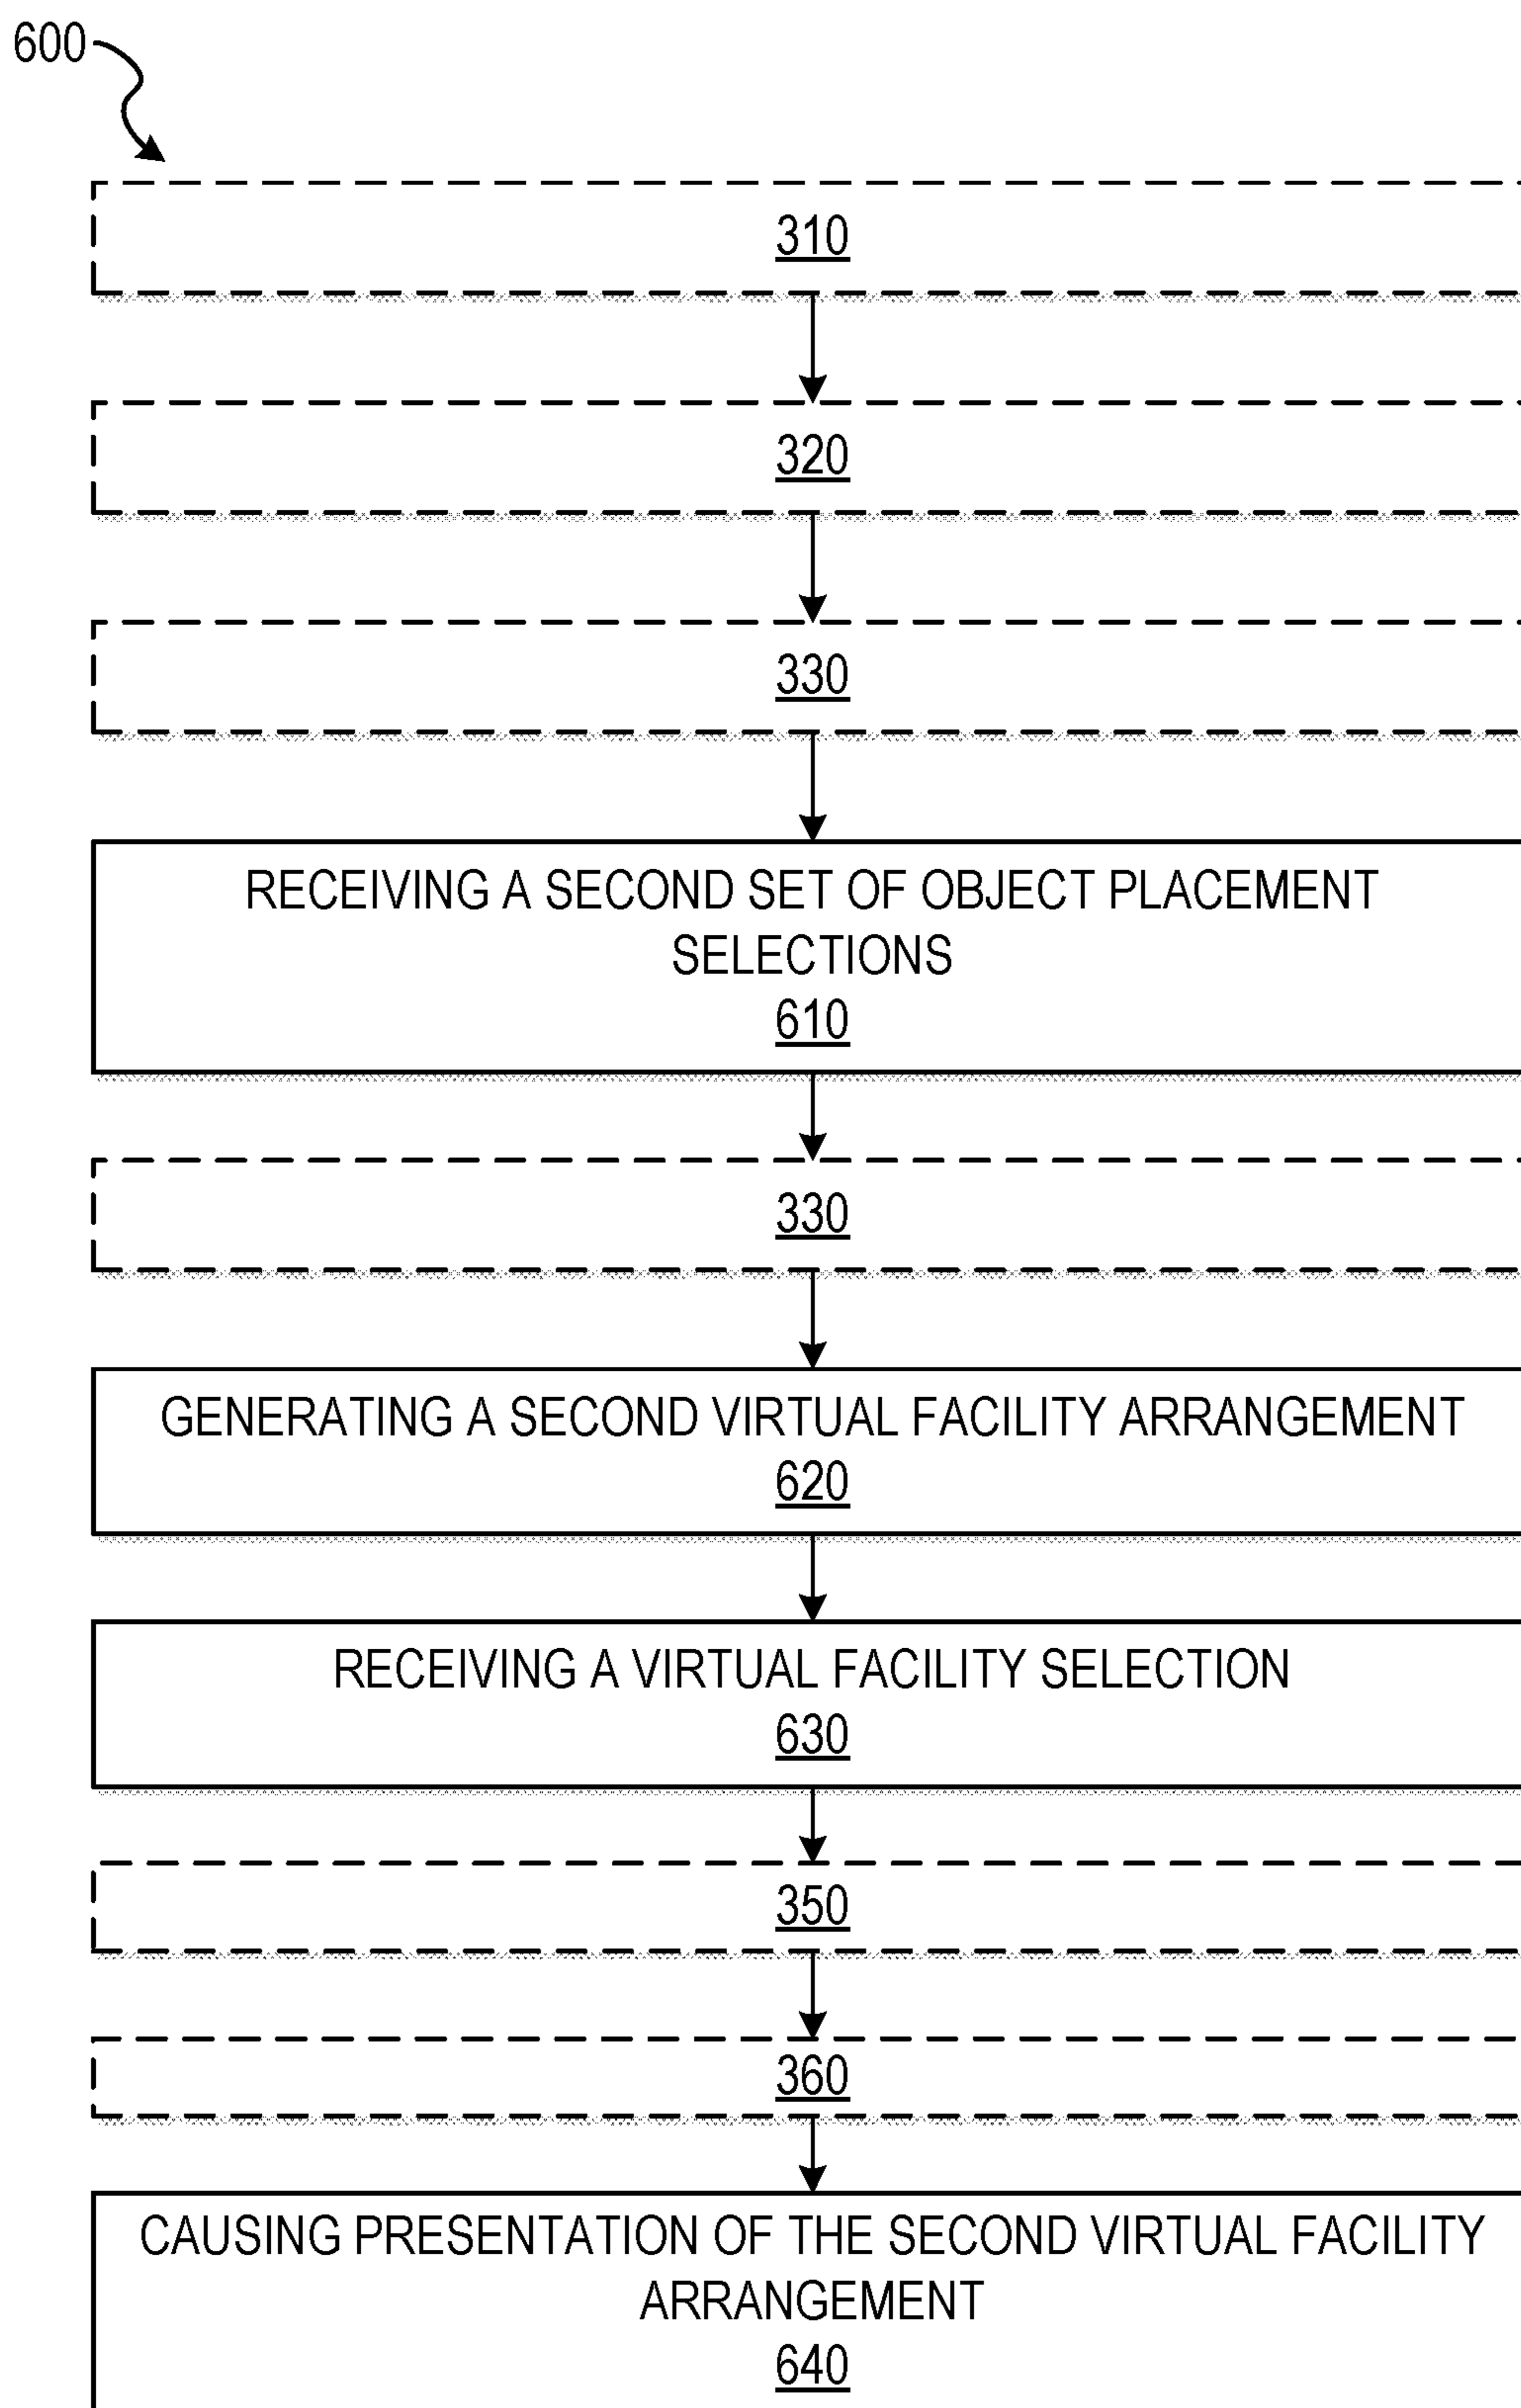 600
310
320
330
RECEIVING A SECOND SET OF OBJECT PLACEMENT
SELECTIONS
610
330
GENERATING A SECOND VIRTUAL FACILITY ARRANGEMENT
620
RECEIVING A VIRTUAL FACILITY SELECTION
630
350
360
CAUSING PRESENTATION OF THE SECOND VIRTUAL FACILITY
ARRANGEMENT
640